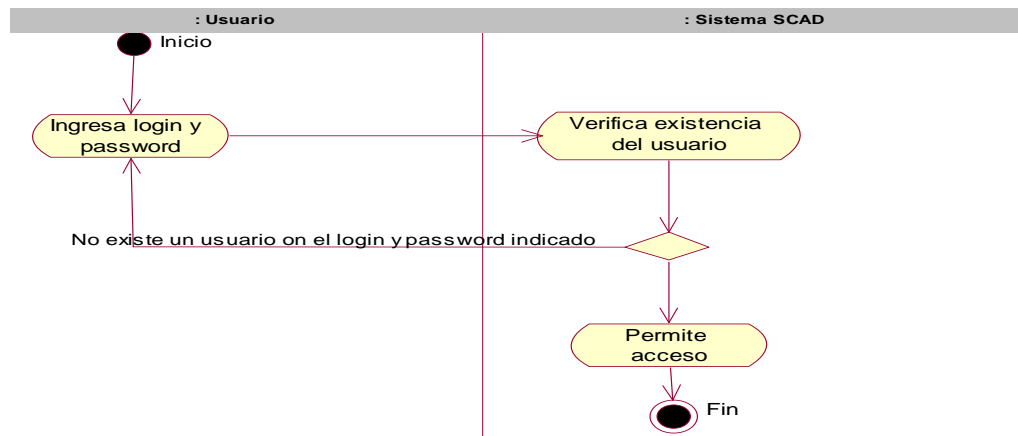 : Usuario
: Sistema SCAD
Inicio
Ingresa login y
password
Verifica existencia
del usuario
No existe un usuario on el login y password indicado
Permite
acceso
Fin